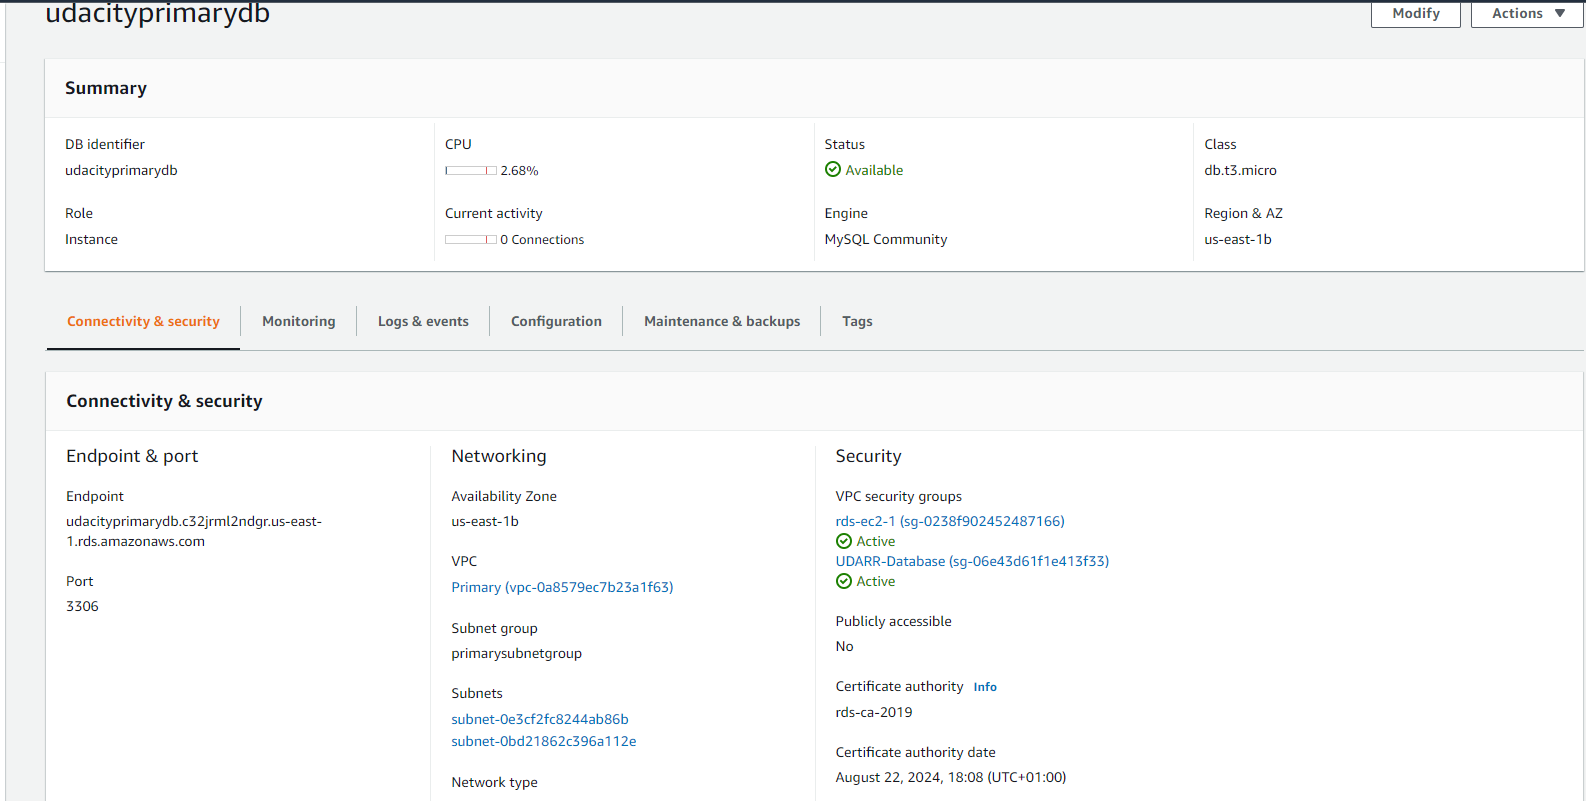 udacityprimarydb
Modify
Actions
Summary
DB identifier
udacityprimarydb
CPU
2.68%
Status
Available
Class
db.t3.micro
Role
Instance
Current activity
0 Connections
Engine
MySQL Community
Region & AZ
us-east-1b
Connectivity & security
Monitoring
Logs & events
Configuration
Maintenance & backups
Tags
Connectivity & security
Endpoint & port
Endpoint
udacityprimarydb.c32jrml2ndgr.us-east-
1.rds.amazonaws.com
Port
3306
Networking
Availability Zone
us-east-1b
VPC
Primary (vpc-0a8579ec7b23a1f63)
Subnet group
primarysubnetgroup
Subnets
subnet-0e3cf2fc8244ab86b
subnet-0bd21862c396a112e
Network type
Security
VPC security groups
rds-ec2-1 (sg-0238f902452487166)
Active
UDARR-Database (sg-06e43d61f1e413f33)
Active
Publicly accessible
No
Certificate authority Info
rds-ca-2019
Certificate authority date
August 22, 2024, 18:08 (UTC+01:00)